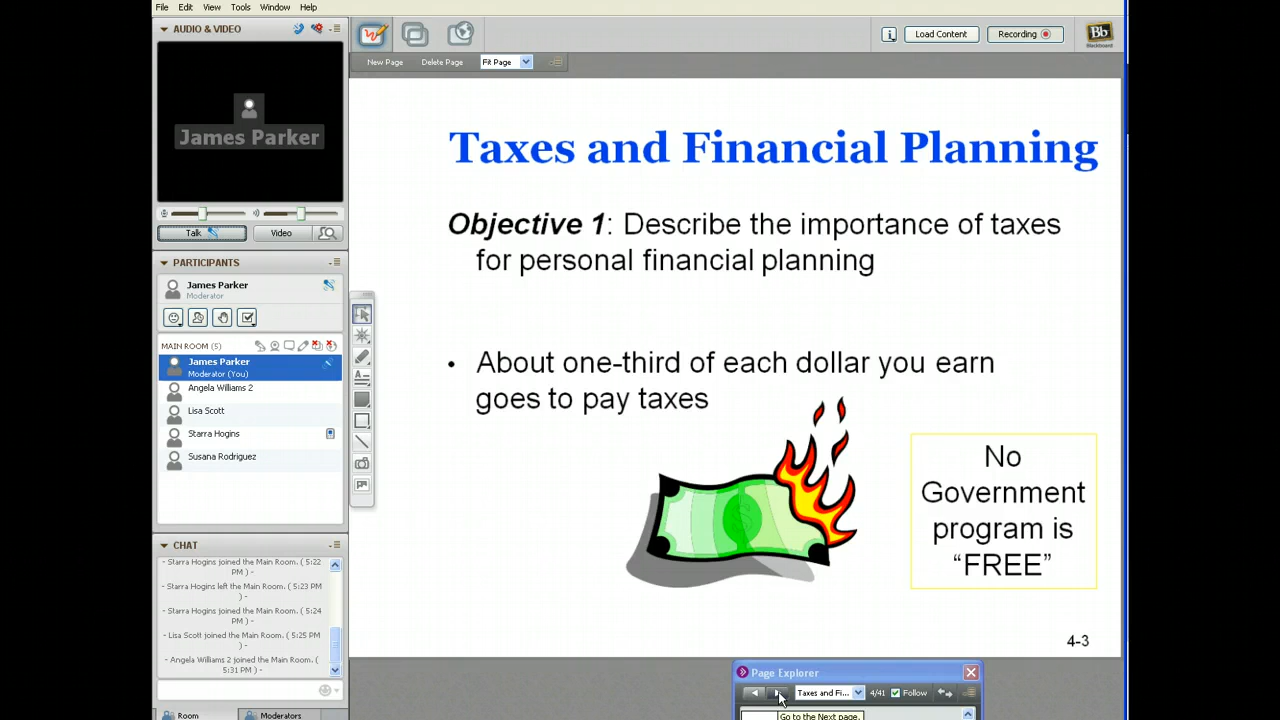 File Edit View Tools Window Help
AUDIO & VIDEO
James Parker
Talk Video
PARTICIPANTS
James Parker
Moderator
MAIN ROOM (5)
James Parker
Moderator (You)
Angela Williams 2
Lisa Scott
Starra Hogins
Susana Rodriguez
CHAT
- Starra Hogins joined the Main Room. ( 5:22
PM ) -
- Starra Hogins left the Main Room. ( 5:23 PM
) -
- Starra Hogins joined the Main Room. ( 5:24
PM ) -
- Lisa Scott joined the Main Room. ( 5:25 PM
) -
- Angela Williams 2 joined the Main Room. (
5:31 PM ) -
Room Moderators
Load Content Recording
Bb
Blackboard
New Page Delete Page Fit Page
Taxes and Financial Planning
Objective 1: Describe the importance of taxes
for personal financial planning
• About one-third of each dollar you earn
goes to pay taxes
$
No
Government
program is
“FREE”
4-3
Page Explorer
Taxes and Fi... 4/41 Follow
Go to the Next page.